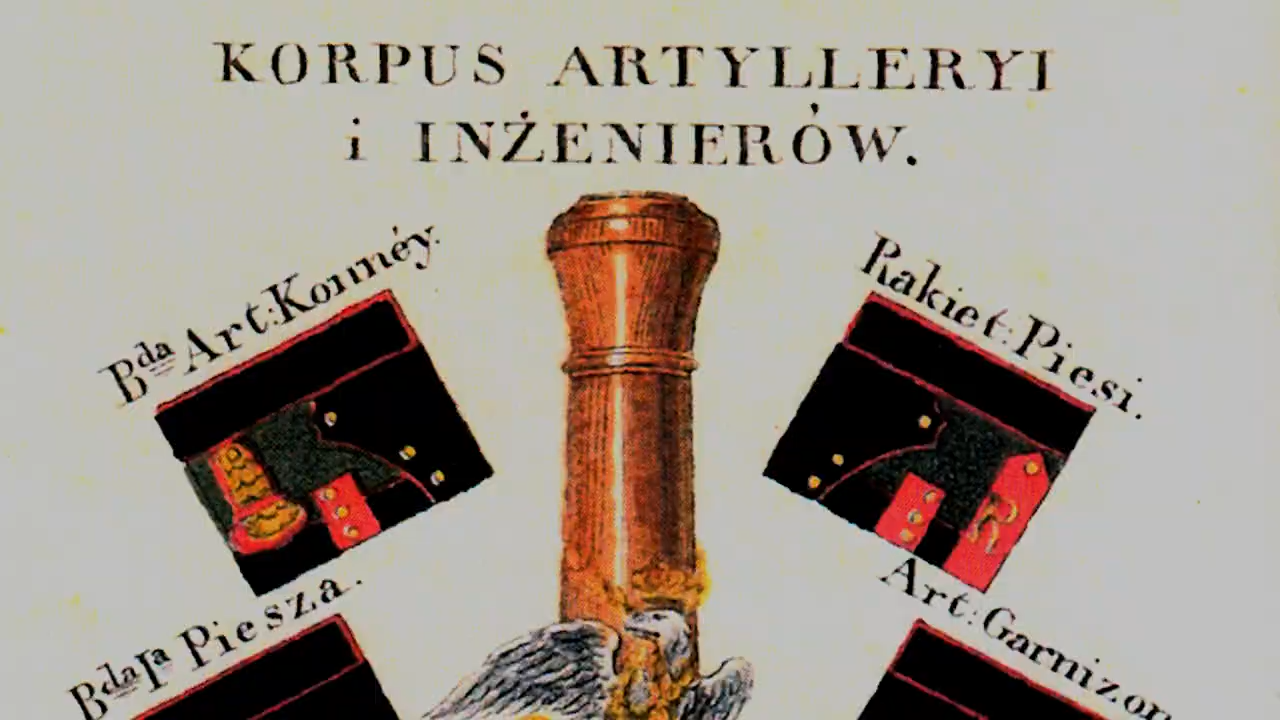 KORPUS ARTYLLERYI
i INŻENIERÓW.
Bda Art: Konnéy.
Rakiet: Piesi.
Bda Ia Piesza.
Art: Garnizon
R